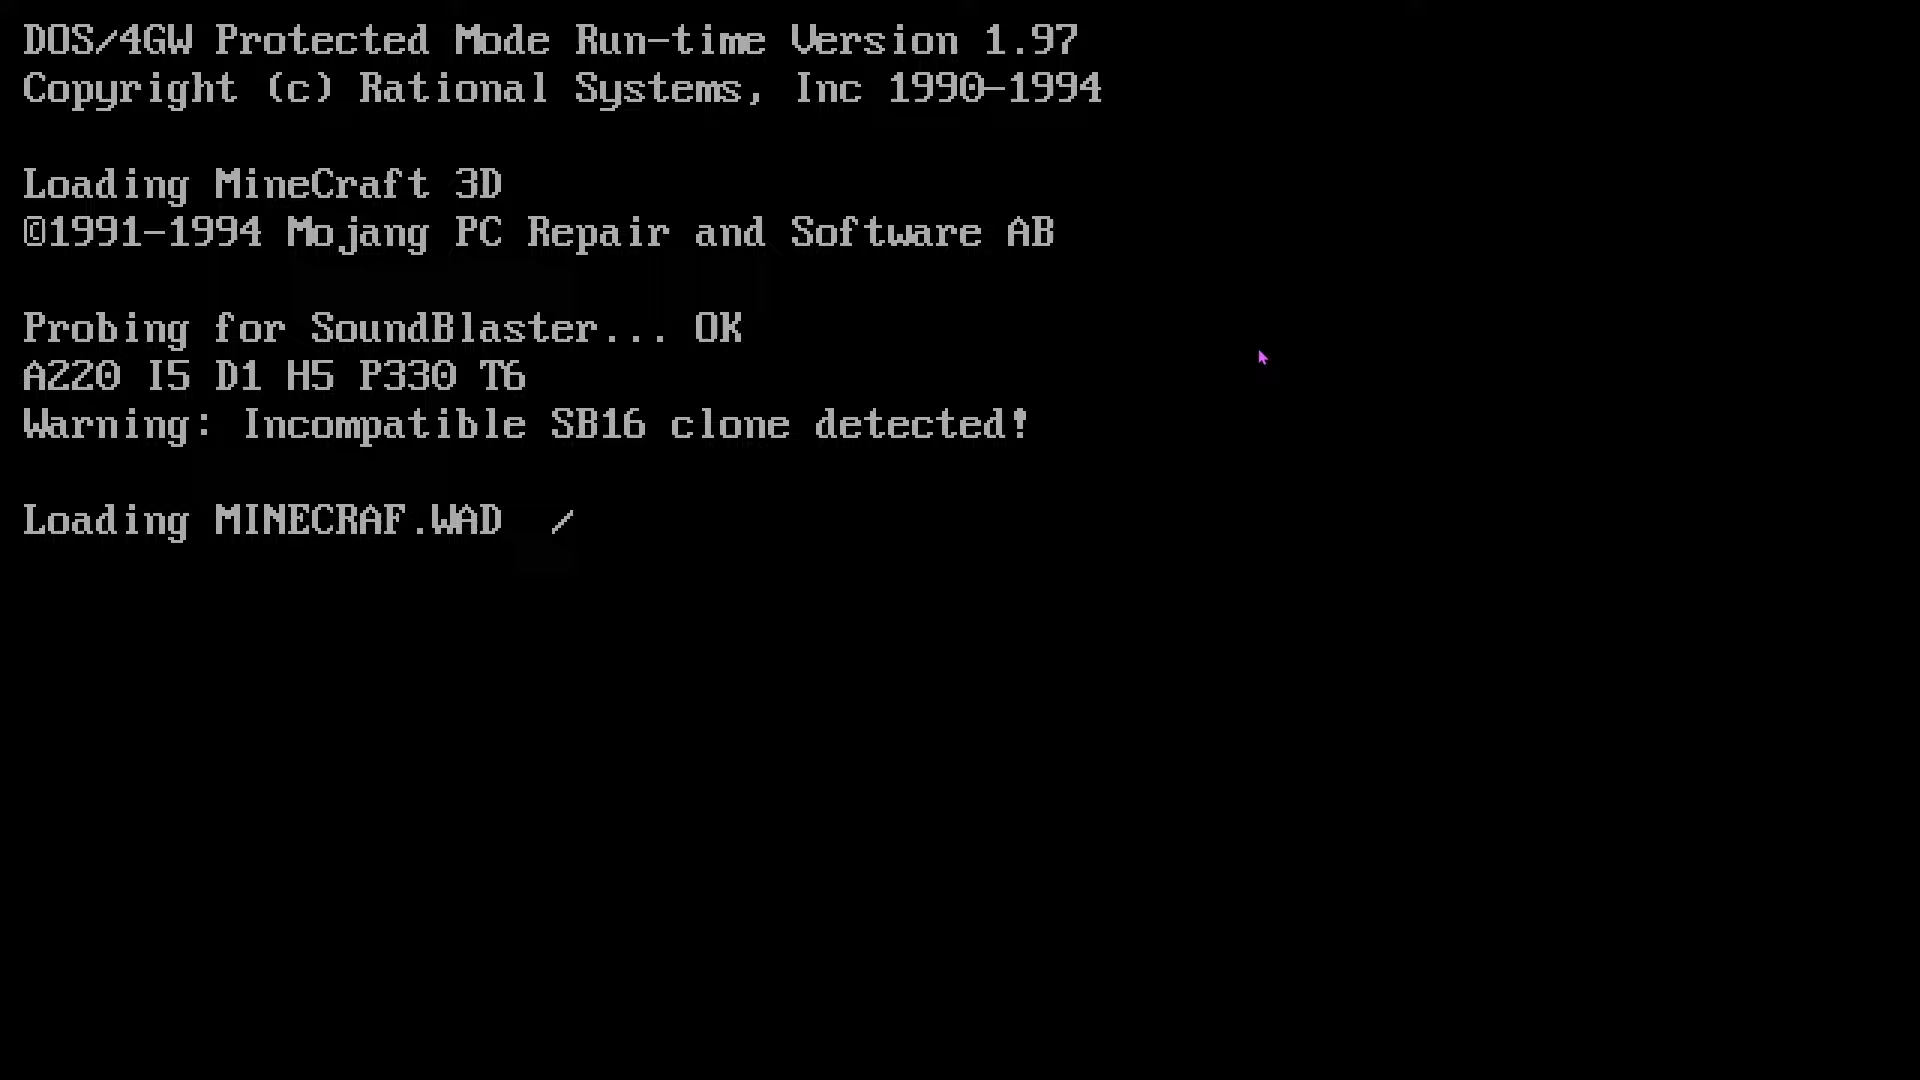 DOS/4GW Protected Mode Run-time Version 1.97
Copyright (c) Rational Systems, Inc 1990-1994
Loading MineCraft 3D
©1991-1994 Mojang PC Repair and Software AB
Probing for SoundBlaster... OK
A220 I5 D1 H5 P330 T6
Warning: Incompatible SB16 clone detected!
Loading MINECRAF.WAD  /